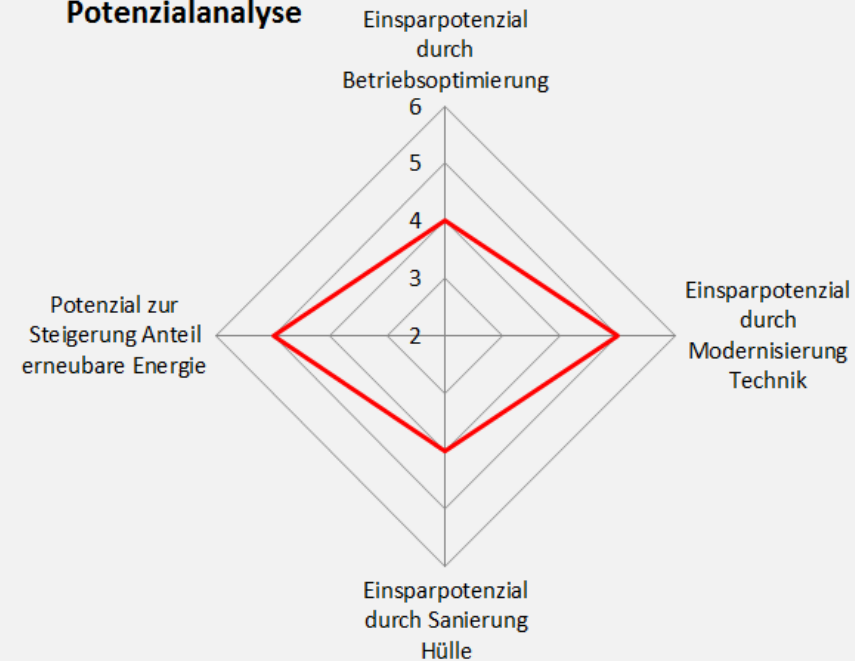 Potenzialanalyse
Einsparpotenzial
durch
Betriebsoptimierung
6
5
4
3
2
Einsparpotenzial
durch
Modernisierung
Technik
Einsparpotenzial
durch Sanierung
Hülle
Potenzial zur
Steigerung Anteil
erneubare Energie